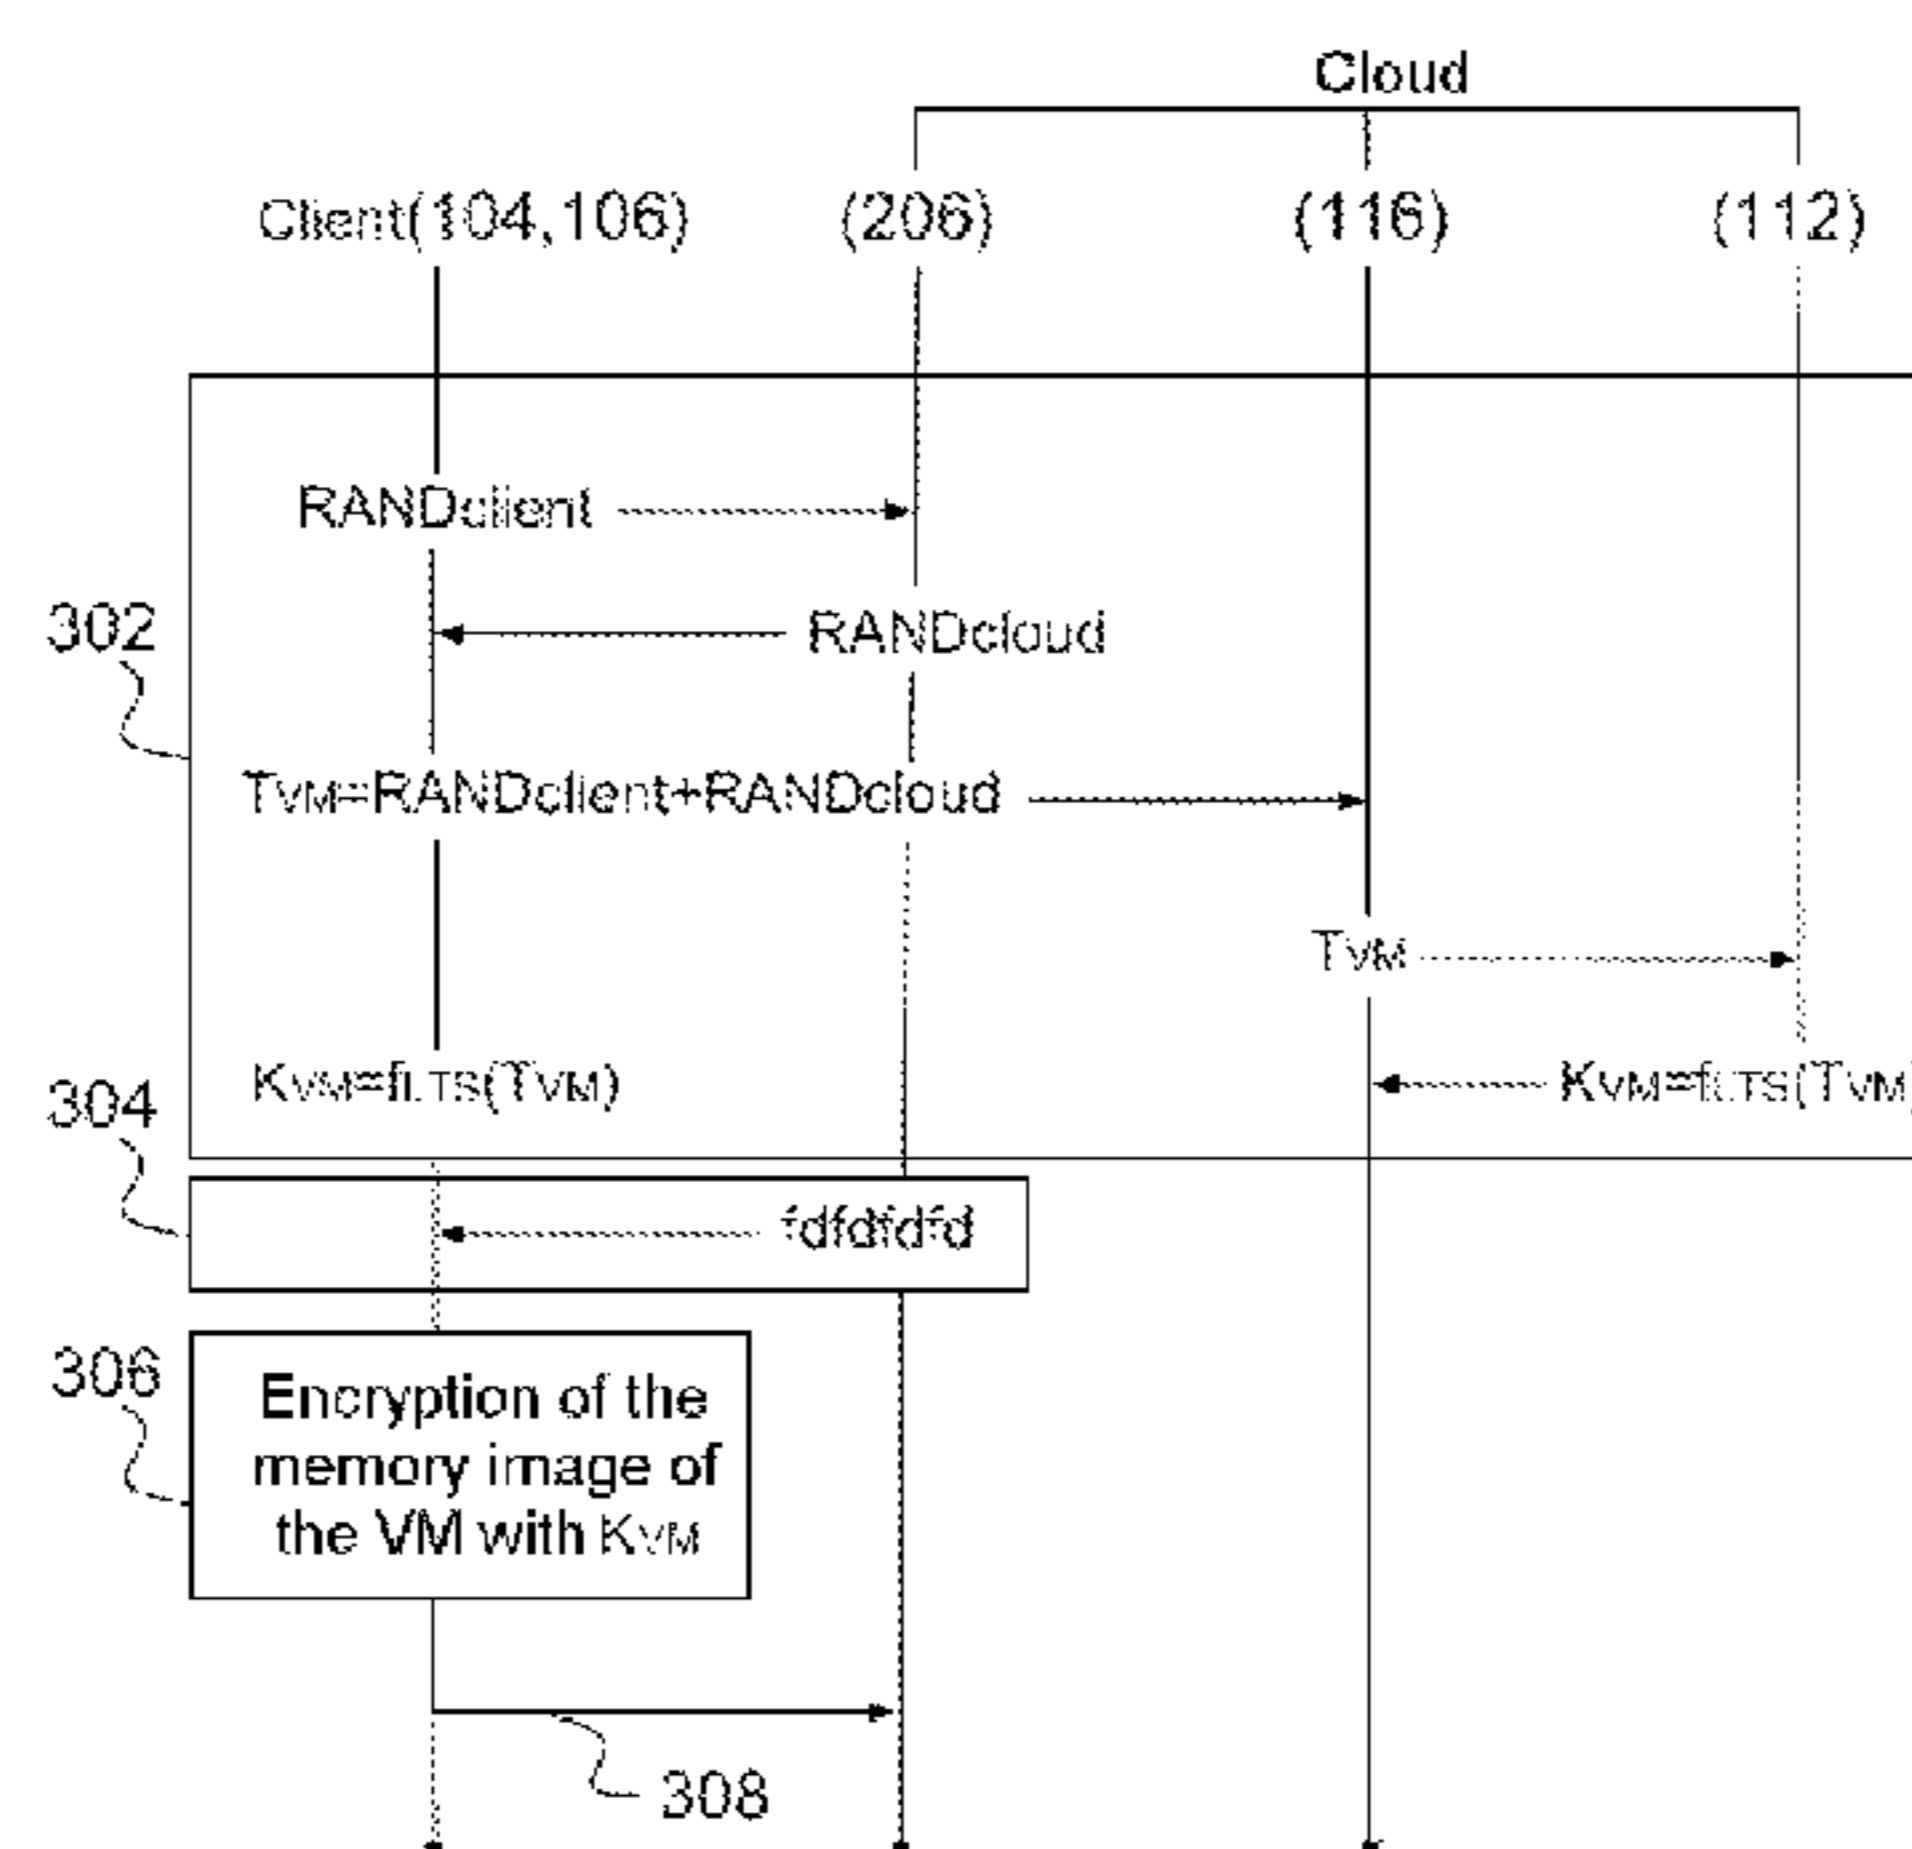 Cloud
Client(104,106) (206) (116) (112)
RANDclient
302
RANDcloud
TVM=RANDclient+RANDcloud
TVM
304
KVM=fLTS(TVM)
KVM=fLTS(TVM)
fdfdfdfd
306
Encryption of the
memory image of
the VM with KVM
308